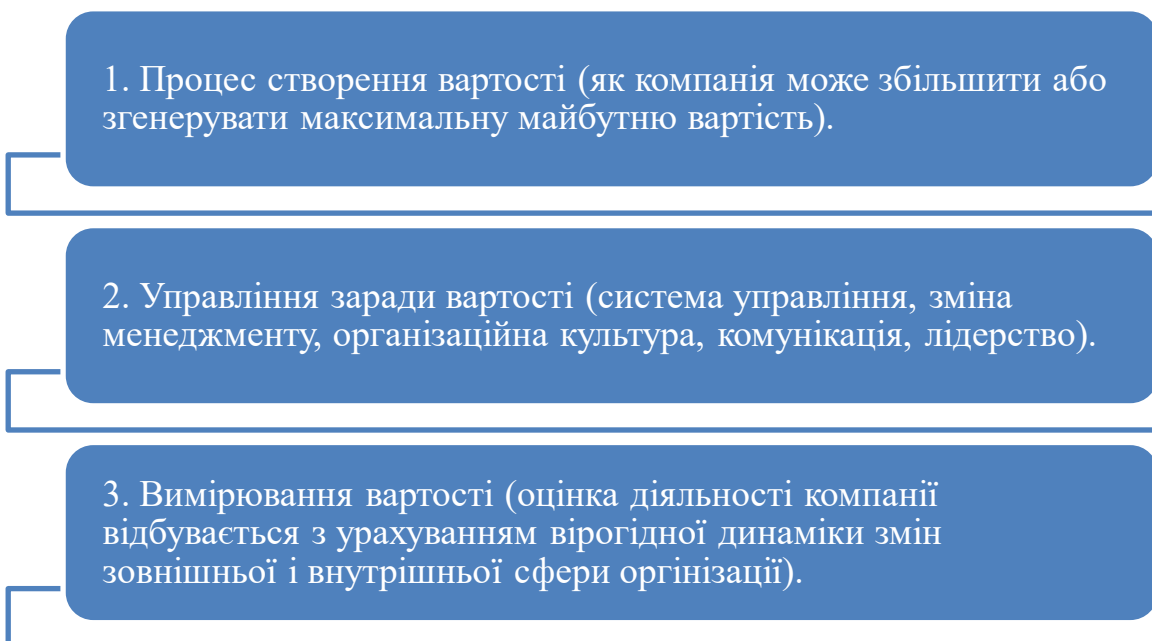 1. Процес створення вартості (як компанія може збільшити або
згенерувати максимальну майбутню вартість).
2. Управління заради вартості (система управління, зміна
менеджменту, організаційна культура, комунікація, лідерство).
3. Вимірювання вартості (оцінка діяльності компанії
відбувається з урахуванням вірогідної динаміки змін
зовнішньої і внутрішньої сфери оргінізації).